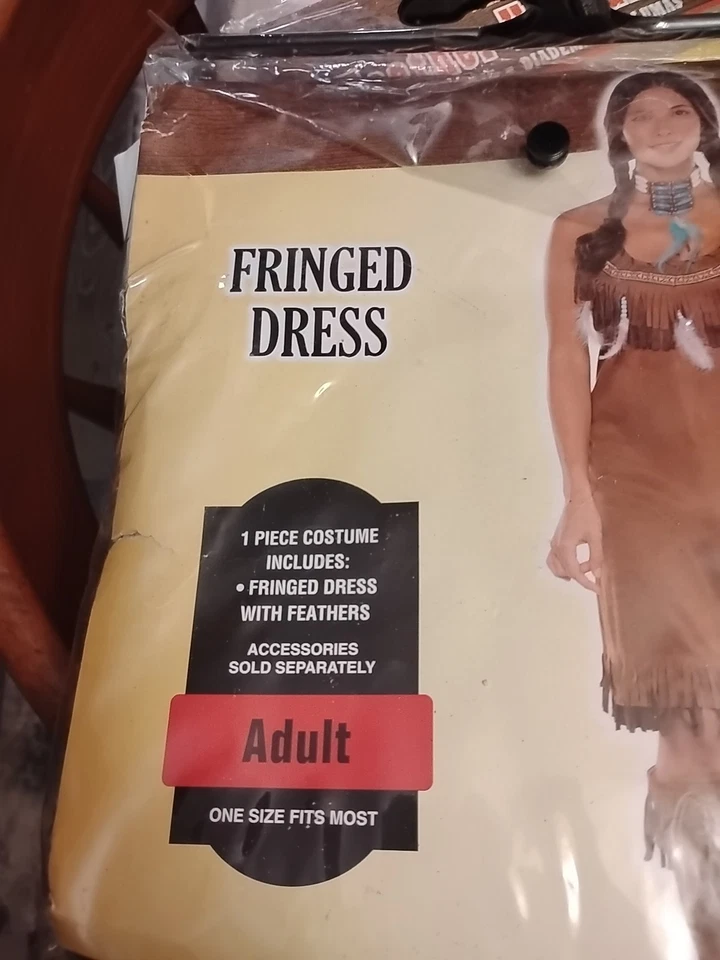 FRINGED
DRESS
1 PIECE COSTUME
INCLUDES:
• FRINGED DRESS
WITH FEATHERS
ACCESSORIES
SOLD SEPARATELY
Adult
ONE SIZE FITS MOST